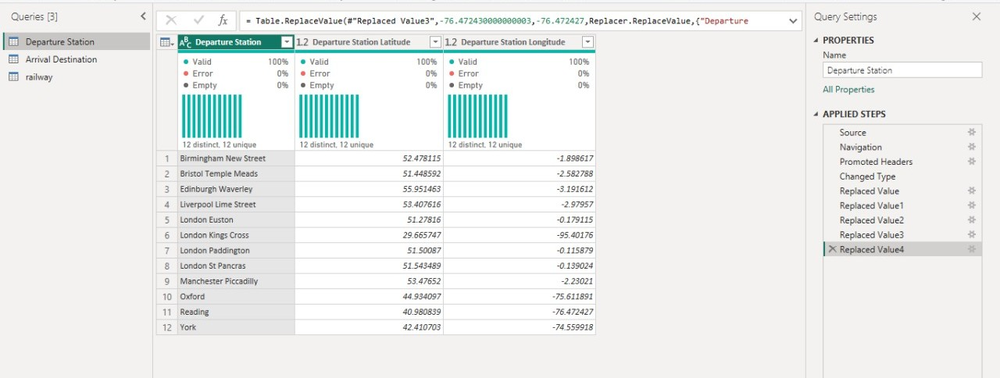 Queries [3]
Departure Station
Arrival Destination
railway
fx = Table.ReplaceValue(#"Replaced Value3",-76.472430000000003,-76.472427,Replacer.ReplaceValue,{"Departure
ABC Departure Station 1.2 Departure Station Latitude 1.2 Departure Station Longitude
Valid 100% Valid 100% Valid 100%
Error 0% Error 0% Error 0%
Empty 0% Empty 0% Empty 0%
12 distinct, 12 unique 12 distinct, 12 unique 12 distinct, 12 unique
1 Birmingham New Street 52.478115 -1.898617
2 Bristol Temple Meads 51.448592 -2.582788
3 Edinburgh Waverley 55.951463 -3.191612
4 Liverpool Lime Street 53.407616 -2.97957
5 London Euston 51.27816 -0.179115
6 London Kings Cross 29.665747 -95.40176
7 London Paddington 51.50087 -0.115879
8 London St Pancras 51.543489 -0.139024
9 Manchester Piccadilly 53.47652 -2.23021
10 Oxford 44.934097 -75.611891
11 Reading 40.980839 -76.472427
12 York 42.410703 -74.559918
Query Settings
PROPERTIES
Name
Departure Station
All Properties
APPLIED STEPS
Source
Navigation
Promoted Headers
Changed Type
Replaced Value
Replaced Value1
Replaced Value2
Replaced Value3
Replaced Value4